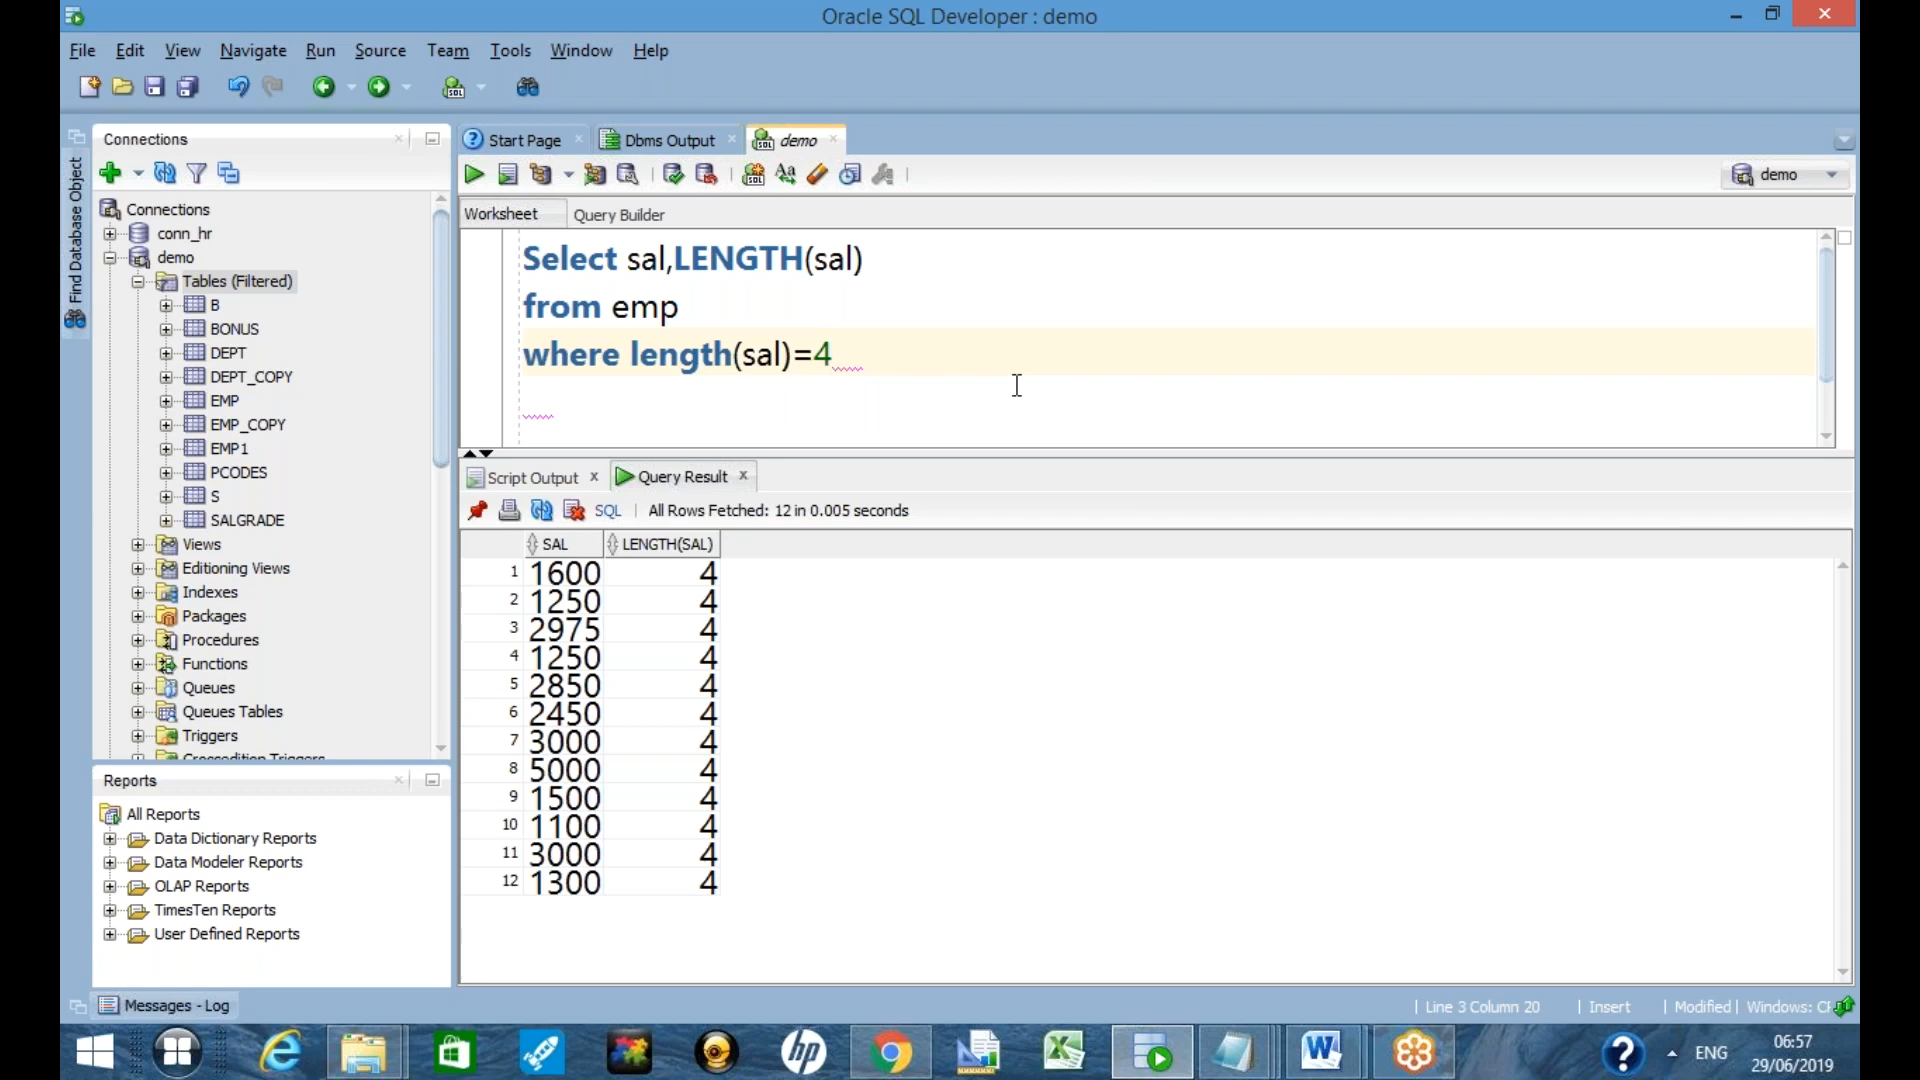 Oracle SQL Developer : demo
File Edit View Navigate Run Source Team Tools Window Help
Find Database Object
Connections
Connections
conn_hr
demo
Tables (Filtered)
B
BONUS
DEPT
DEPT_COPY
EMP
EMP_COPY
EMP1
PCODES
S
SALGRADE
Views
Editioning Views
Indexes
Packages
Procedures
Functions
Queues
Queues Tables
Triggers
Crossedition Triggers
Reports
All Reports
Data Dictionary Reports
Data Modeler Reports
OLAP Reports
TimesTen Reports
User Defined Reports
Start Page Dbms Output demo
demo
Worksheet Query Builder
Select sal,LENGTH(sal)
from emp
where length(sal)=4
Script Output Query Result
SQL All Rows Fetched: 12 in 0.005 seconds
SAL LENGTH(SAL)
1 1600 4
2 1250 4
3 2975 4
4 1250 4
5 2850 4
6 2450 4
7 3000 4
8 5000 4
9 1500 4
10 1100 4
11 3000 4
12 1300 4
Messages - Log
Line 3 Column 20 Insert Modified Windows: CR
ENG
06:57
29/06/2019